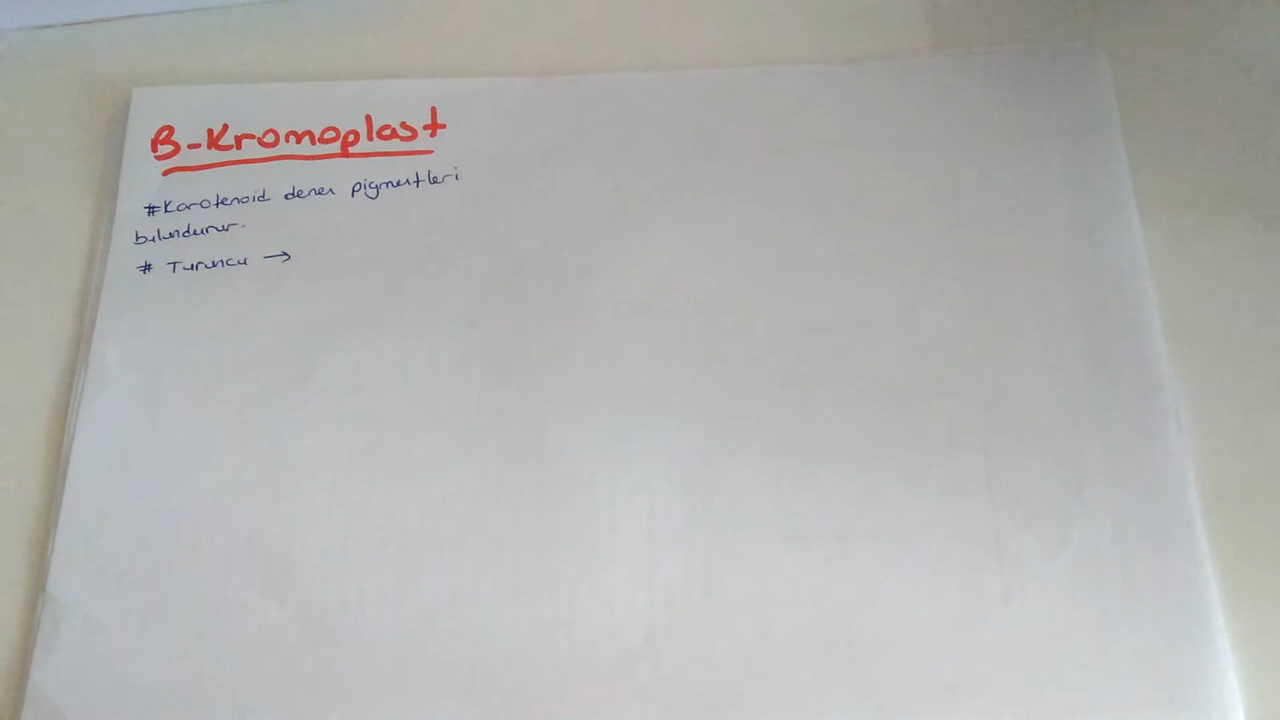 B-Kromoplast
#Karotenoid denen pigmentleri
bulundurur.
# Turuncu →